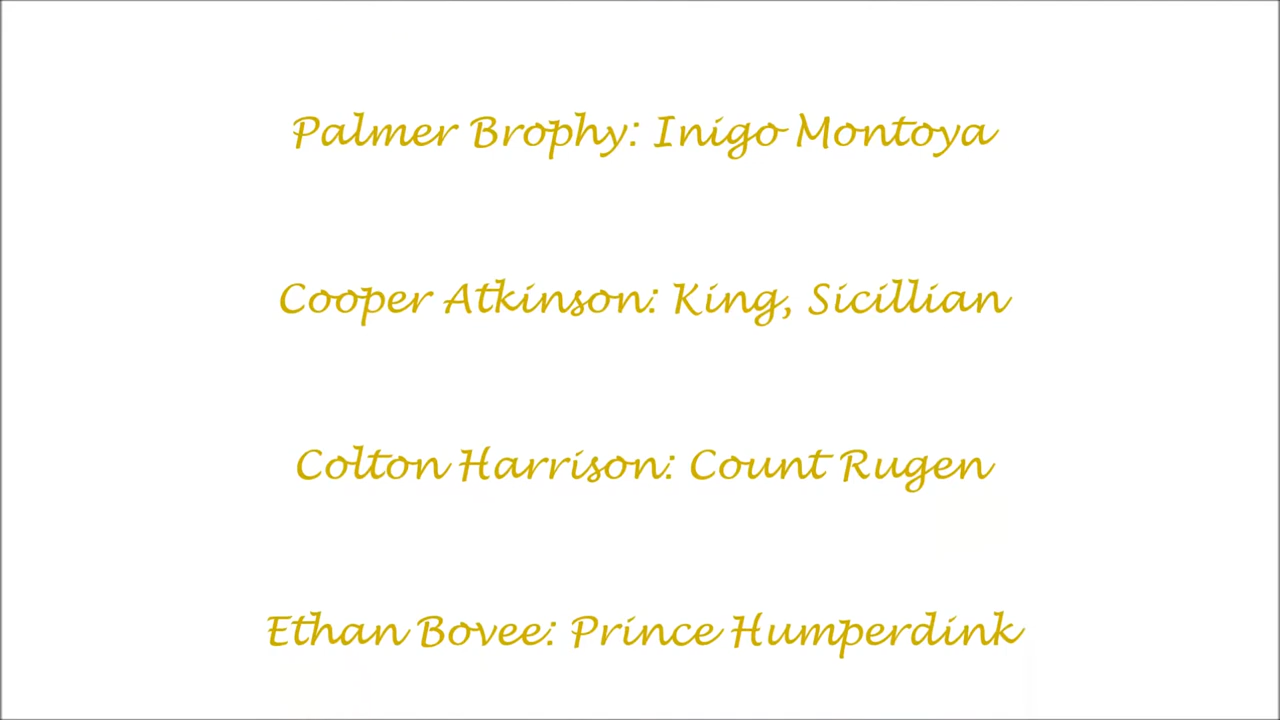 Palmer Brophy: Inigo Montoya
Cooper Atkinson: King, Sicillian
Colton Harrison: Count Rugen
Ethan Bovee: Prince Humperdink